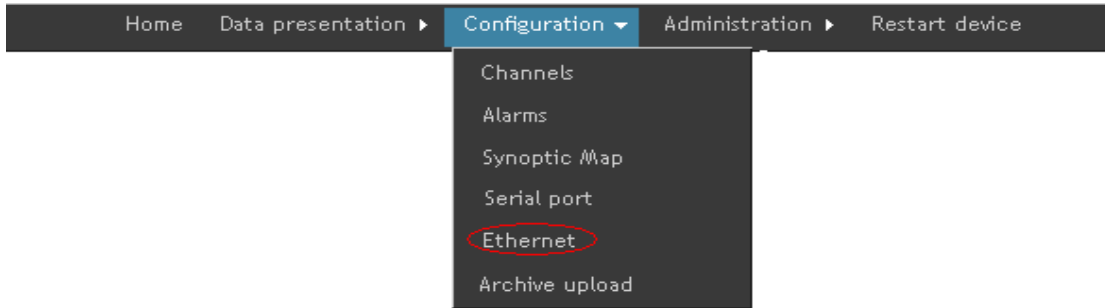 Home Data presentation Configuration Administration Restart device
Channels
Alarms
Synoptic Map
Serial port
Ethernet
Archive upload